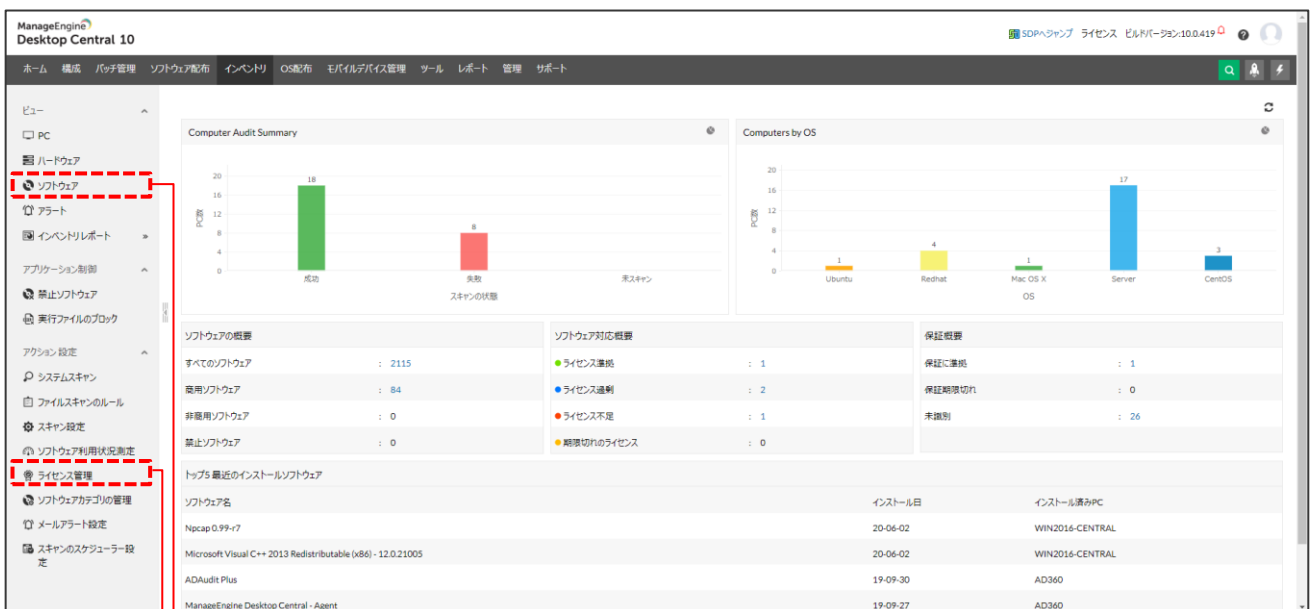 ManageEngine
Desktop Central 10
SDPへジャンプ ライセンス ビルドバージョン:10.0.419
ホーム 構成 パッチ管理 ソフトウェア配布 インベントリ OS配布 モバイルデバイス管理 ツール レポート 管理 サポート
ビュー
PC
ハードウェア
ソフトウェア
アラート
インベントリレポート
アプリケーション制御
禁止ソフトウェア
実行ファイルのブロック
アクション設定
システムスキャン
ファイルスキャンのルール
スキャン設定
ソフトウェア利用状況測定
ライセンス管理
ソフトウェアカテゴリの管理
メールアラート設定
スキャンのスケジューラー設
定
Computer Audit Summary
20
16
12
8
4
0
PC数
18
8
成功 失敗 未スキャン
スキャンの状態
Computers by OS
20
16
12
8
4
0
PC数
1
4
1
17
3
Ubuntu Redhat Mac OS X Server CentOS
OS
ソフトウェアの概要
すべてのソフトウェア : 2115
商用ソフトウェア : 84
非商用ソフトウェア : 0
禁止ソフトウェア : 0
ソフトウェア対応概要
ライセンス準拠 : 1
ライセンス過剰 : 2
ライセンス不足 : 1
期限切れのライセンス : 0
保証概要
保証に準拠 : 1
保証期限切れ : 0
未識別 : 26
トップ5 最近のインストールソフトウェア
ソフトウェア名 インストール日 インストール済みPC
Npcap 0.99-r7 20-06-02 WIN2016-CENTRAL
Microsoft Visual C++ 2013 Redistributable (x86) - 12.0.21005 20-06-02 WIN2016-CENTRAL
ADAudit Plus 19-09-30 AD360
ManageEngine Desktop Central - Agent 19-09-27 AD360